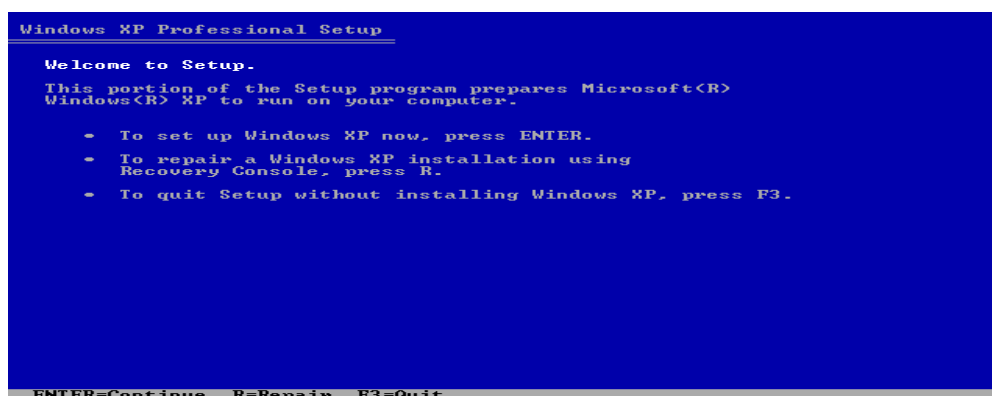 Windows XP Professional Setup
Welcome to Setup.
This portion of the Setup program prepares Microsoft(R)
Windows(R) XP to run on your computer.
• To set up Windows XP now, press ENTER.
• To repair a Windows XP installation using
Recovery Console, press R.
• To quit Setup without installing Windows XP, press F3.
ENTER=Continue R=Repair F3=Quit